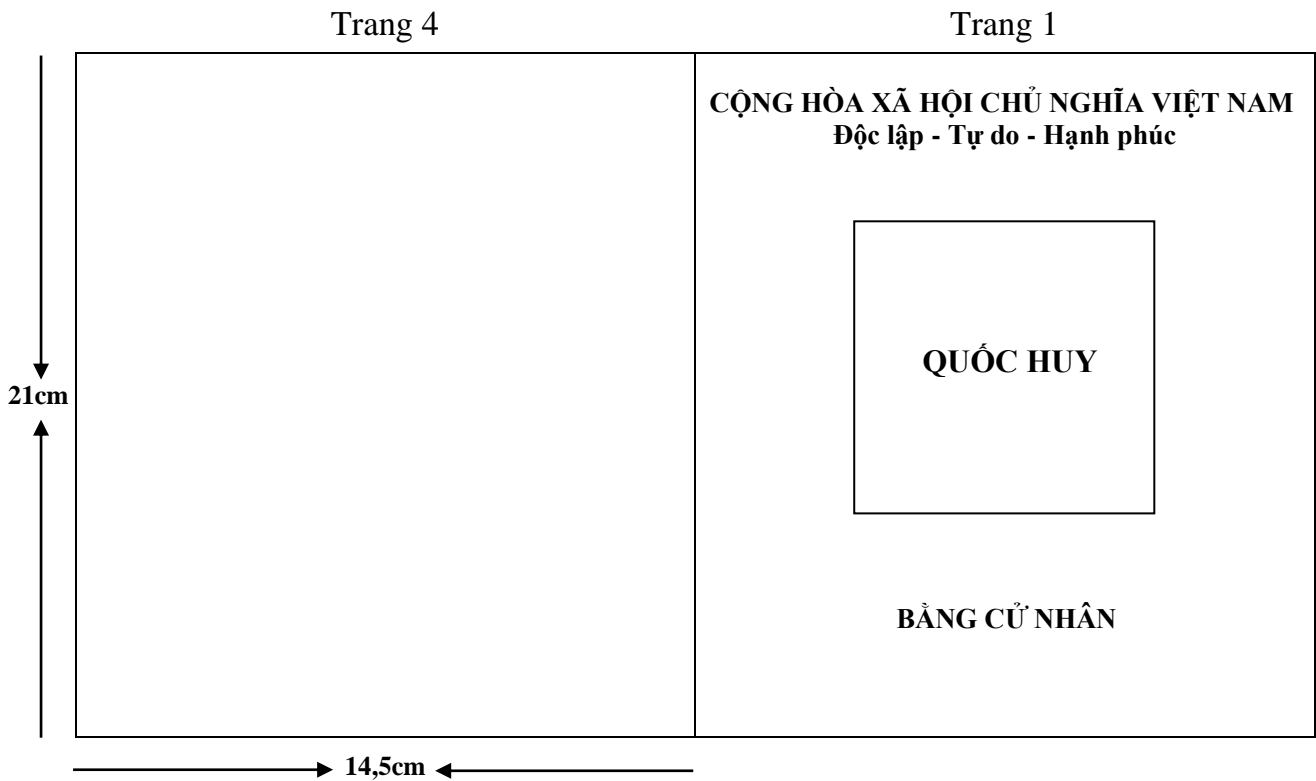 Trang 4
Trang 1
CỘNG HÒA XÃ HỘI CHỦ NGHĨA VIỆT NAM
Độc lập - Tự do - Hạnh phúc
QUỐC HUY
21cm
BẰNG CỬ NHÂN
14,5cm